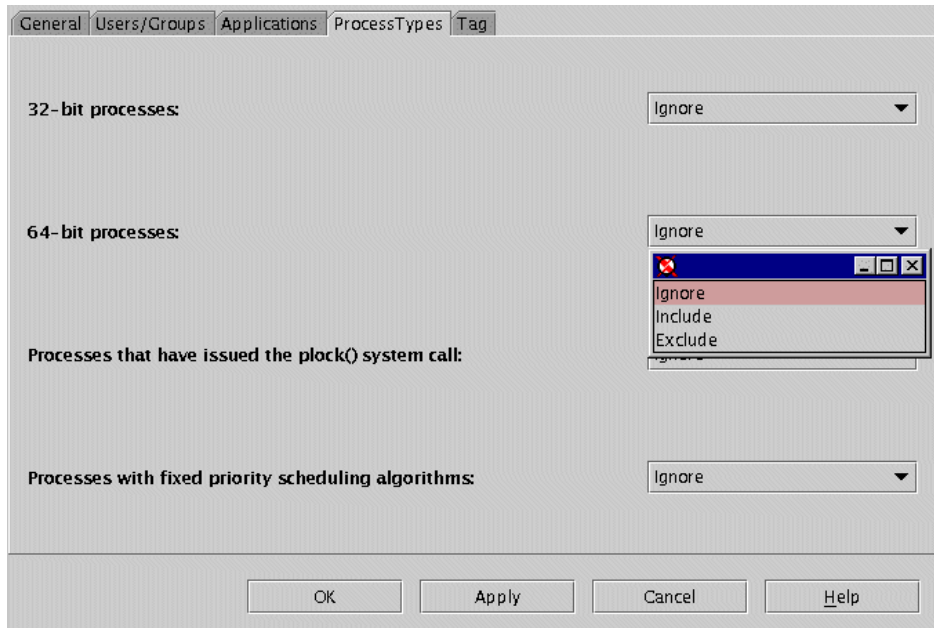 General Users/Groups Applications ProcessTypes Tag
32-bit processes: Ignore
64-bit processes: Ignore
Ignore
Include
Exclude
Processes that have issued the plock() system call:
Processes with fixed priority scheduling algorithms: Ignore
OK Apply Cancel Help